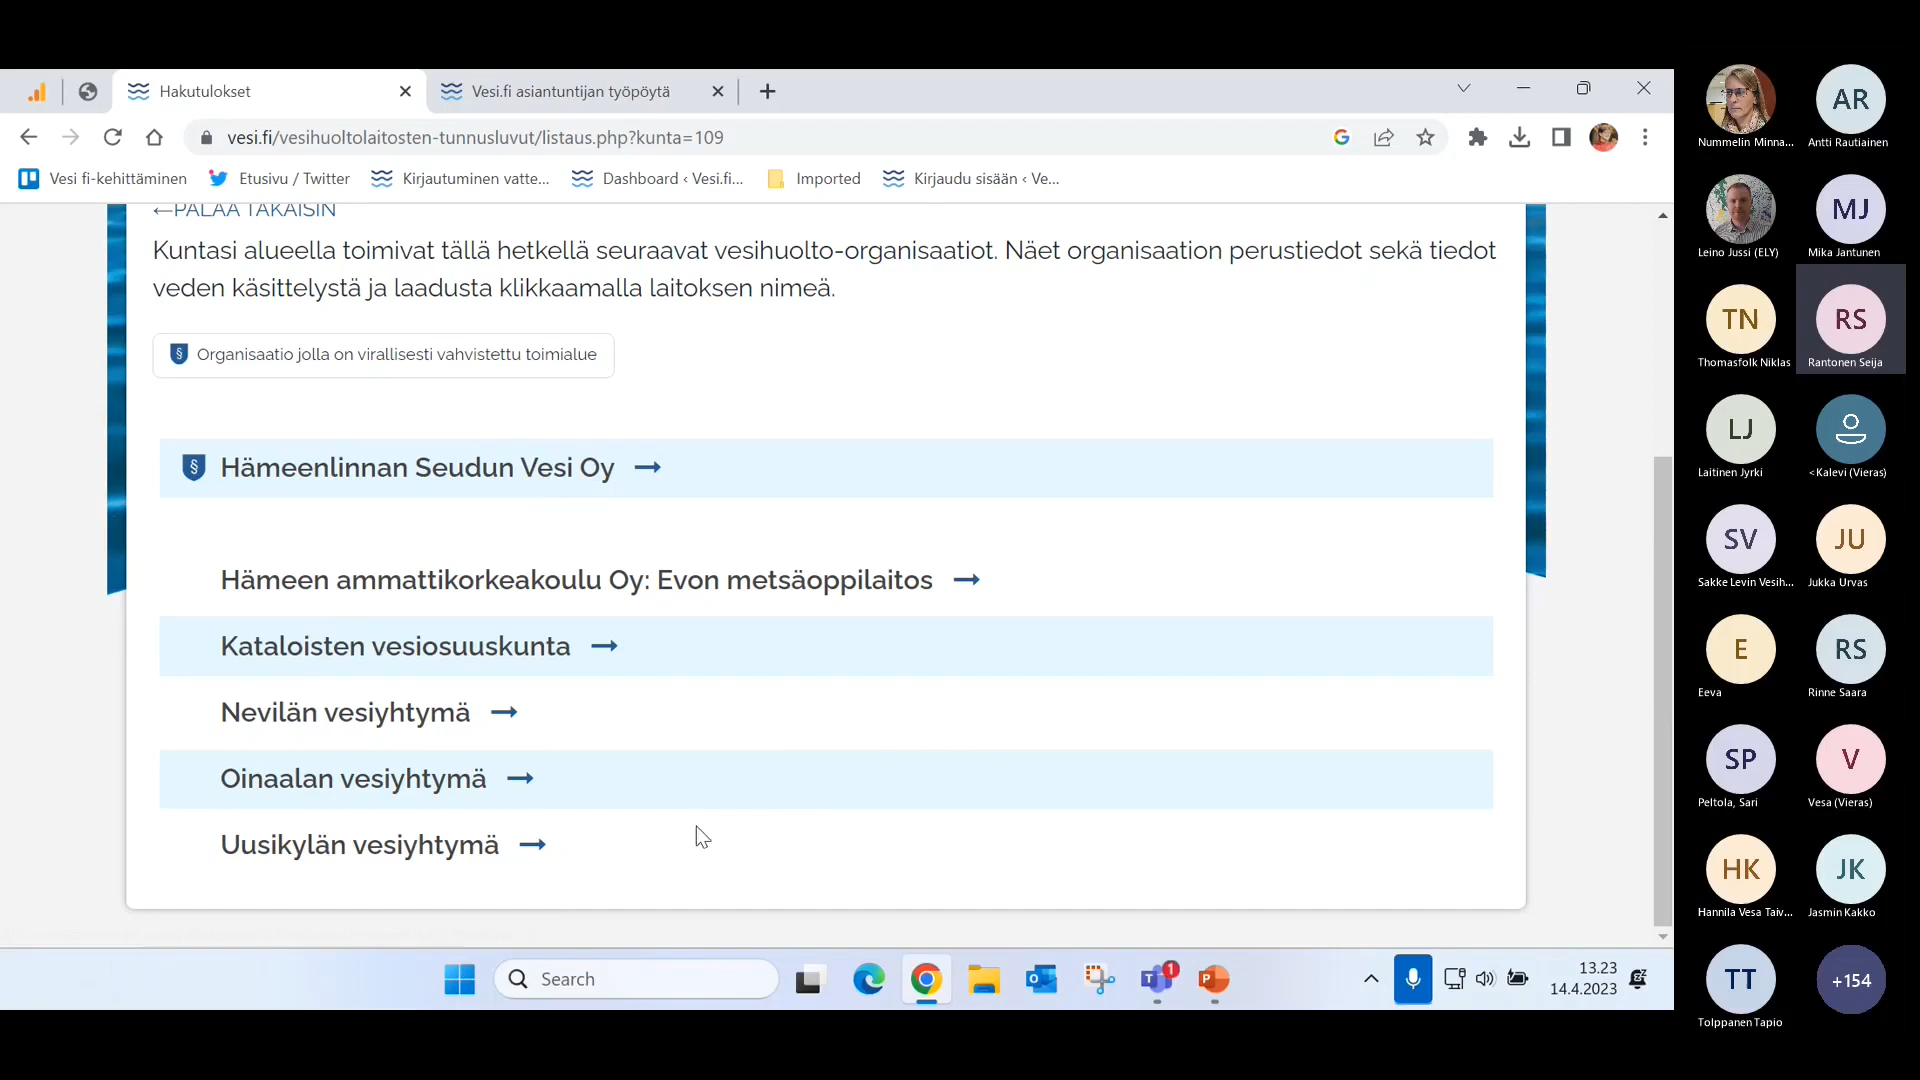 Hakutulokset
Vesi.fi asiantuntijan työpöytä
vesi.fi/vesihuoltolaitosten-tunnusluvut/listaus.php?kunta=109
Vesi fi-kehittäminen
Etusivu / Twitter
Kirjautuminen vatte...
Dashboard ‹ Vesi.fi...
Imported
Kirjaudu sisään ‹ Ve...
←PALAA TAKAISIN
Kuntasi alueella toimivat tällä hetkellä seuraavat vesihuolto-organisaatiot. Näet organisaation perustiedot sekä tiedot
veden käsittelystä ja laadusta klikkaamalla laitoksen nimeä.
§ Organisaatio jolla on virallisesti vahvistettu toimialue
§ Hämeenlinnan Seudun Vesi Oy →
Hämeen ammattikorkeakoulu Oy: Evon metsäoppilaitos →
Kataloisten vesiosuuskunta →
Nevilän vesiyhtymä →
Oinaalan vesiyhtymä →
Uusikylän vesiyhtymä →
Search
1
13.23
14.4.2023
Nummelin Minna...
AR
Antti Rautiainen
Leino Jussi (ELY)
MJ
Mika Jantunen
TN
Thomasfolk Niklas
RS
Rantonen Seija
LJ
Laitinen Jyrki
<Kalevi (Vieras)
SV
Sakke Levin Vesih...
JU
Jukka Urvas
E
Eeva
RS
Rinne Saara
SP
Peltola, Sari
V
Vesa (Vieras)
HK
Hannila Vesa Taiv...
JK
Jasmin Kakko
TT
Tolppanen Tapio
+154